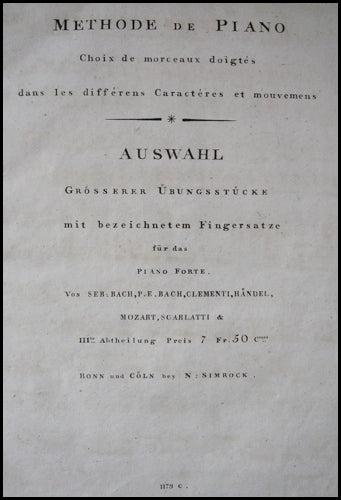 METHODE DE PIANO
Choix de morceaux doigtés
dans les différens Caractéres et mouvemens
AUSWAHL
GRÖSSERER ÜBUNGSSTÜCKE
mit bezeichnetem Fingersatze
für das
PIANO FORTE.
Von SEB: BACH, P.E. BACH, CLEMENTI, HÄNDEL,
MOZART, SCARLATTI &
IIIte Abtheilung Preis 7 Fr. 50 Cmes
BONN und CÖLN bey N: SIMROCK.
1179 C.